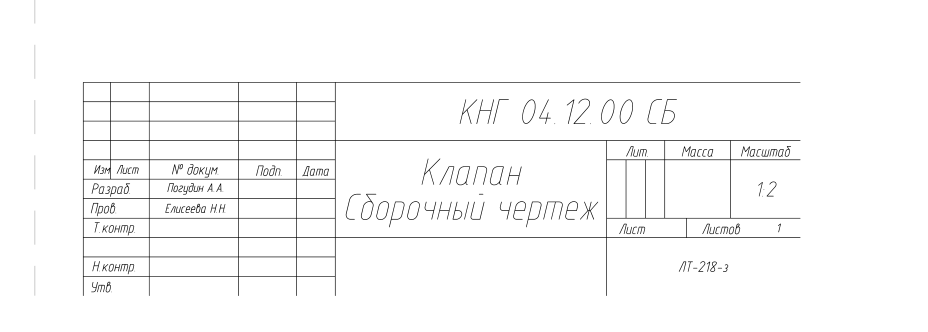 КНГ 04.12.00 СБ
Изм Лист № докум. Подп. Дата
Разраб Погудин А.А.
Пров. Елисеева Н.Н.
Т.контр.
Н.контр.
Утв.
Клапан
Сборочный чертеж
Лит. Масса Масштаб
1:2
Лист Листов 1
ЛТ-218-з